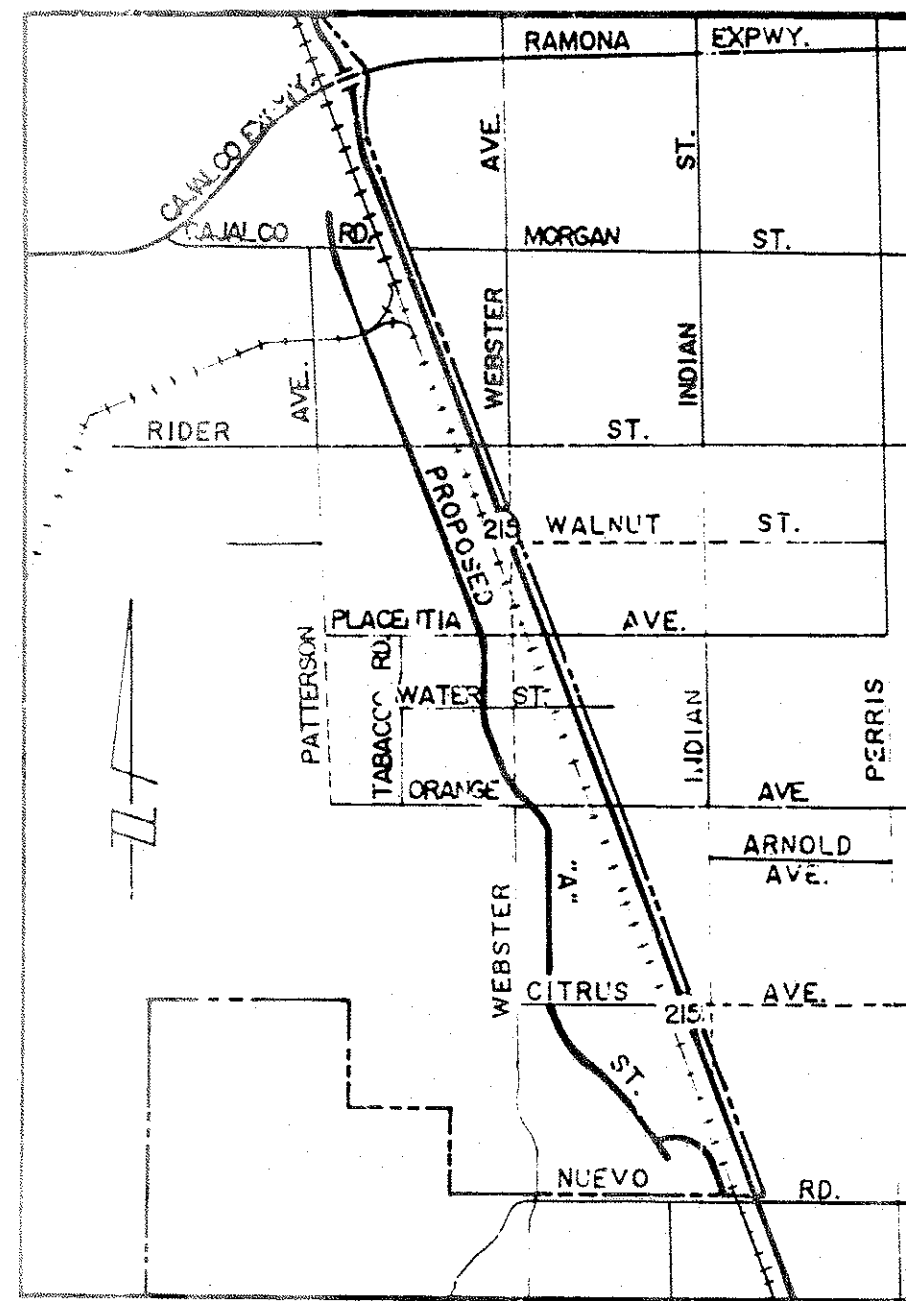 RAMONA EXPWY.
CAJALCO EXPWY.
AVE.
ST.
CAJALCO RD.
MORGAN ST.
WEBSTER
INDIAN
AVE.
RIDER ST.
PROPOSED
215
WALNUT ST.
PLACENTIA AVE.
PATTERSON
TABACCO RD.
WATER ST.
INDIAN
PERRIS
ORANGE AVE
ARNOLD
AVE.
"A"
WEBSTER
CITRUS AVE.
215
ST.
NUEVO RD.